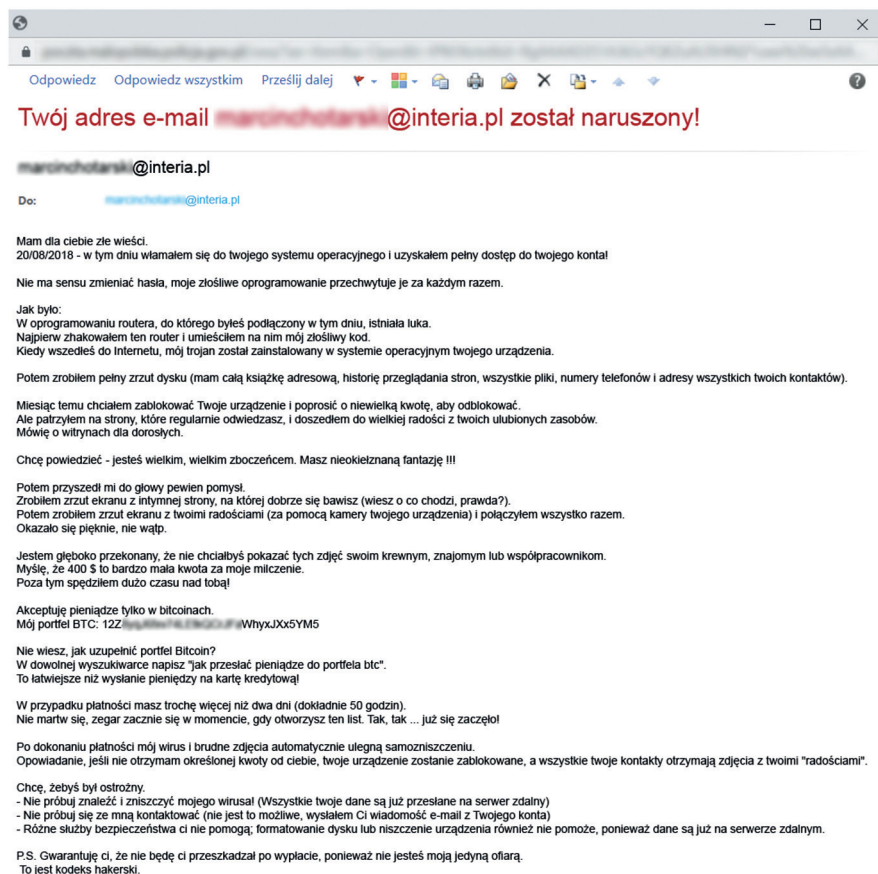 Odpowiedz Odpowiedz wszystkim Prześlij dalej
Twój adres e-mail @interia.pl został naruszony!
@interia.pl
Do: @interia.pl
Mam dla ciebie złe wieści.
20/08/2018 - w tym dniu włamałem się do twojego systemu operacyjnego i uzyskałem pełny dostęp do twojego konta!
Nie ma sensu zmieniać hasła, moje złośliwe oprogramowanie przechwytuje je za każdym razem.
Jak było:
W oprogramowaniu routera, do którego byłeś podłączony w tym dniu, istniała luka.
Najpierw zhakowałem ten router i umieściłem na nim mój złośliwy kod.
Kiedy wszedłeś do Internetu, mój trojan został zainstalowany w systemie operacyjnym twojego urządzenia.
Potem zrobiłem pełny zrzut dysku (mam całą książkę adresową, historię przeglądania stron, wszystkie pliki, numery telefonów i adresy wszystkich twoich kontaktów).
Miesiąc temu chciałem zablokować Twoje urządzenie i poprosić o niewielką kwotę, aby odblokować.
Ale patrzyłem na strony, które regularnie odwiedzasz, i doszedłem do wielkiej radości z twoich ulubionych zasobów.
Mówię o witrynach dla dorosłych.
Chcę powiedzieć - jesteś wielkim, wielkim zboczeńcem. Masz nieokiełznaną fantazję !!!
Potem przyszedł mi do głowy pewien pomysł.
Zrobiłem zrzut ekranu z intymnej strony, na której dobrze się bawisz (wiesz o co chodzi, prawda?).
Potem zrobiłem zrzut ekranu z twoimi radościami (za pomocą kamery twojego urządzenia) i połączyłem wszystko razem.
Okazało się pięknie, nie wątp.
Jestem głęboko przekonany, że nie chciałbyś pokazać tych zdjęć swoim krewnym, znajomym lub współpracownikom.
Myślę, że 400 $ to bardzo mała kwota za moje milczenie.
Poza tym spędziłem dużo czasu nad tobą!
Akceptuję pieniądze tylko w bitcoinach.
Mój portfel BTC: 12Z WhyxJXx5YM5
Nie wiesz, jak uzupełnić portfel Bitcoin?
W dowolnej wyszukiwarce napisz "jak przesłać pieniądze do portfela btc".
To łatwiejsze niż wysłanie pieniędzy na kartę kredytową!
W przypadku płatności masz trochę więcej niż dwa dni (dokładnie 50 godzin).
Nie martw się, zegar zacznie się w momencie, gdy otworzysz ten list. Tak, tak ... już się zaczęło!
Po dokonaniu płatności mój wirus i brudne zdjęcia automatycznie ulegną samozniszczeniu.
Opowiadanie, jeśli nie otrzymam określonej kwoty od ciebie, twoje urządzenie zostanie zablokowane, a wszystkie twoje kontakty otrzymają zdjęcia z twoimi "radościami".
Chcę, żebyś był ostrożny.
- Nie próbuj znaleźć i zniszczyć mojego wirusa! (Wszystkie twoje dane są już przesłane na serwer zdalny)
- Nie próbuj się ze mną kontaktować (nie jest to możliwe, wysłałem Ci wiadomość e-mail z Twojego konta)
- Różne służby bezpieczeństwa ci nie pomogą; formatowanie dysku lub niszczenie urządzenia również nie pomoże, ponieważ dane są już na serwerze zdalnym.
P.S. Gwarantuję ci, że nie będę ci przeszkadzał po wypłacie, ponieważ nie jesteś moją jedyną ofiarą.
To jest kodeks hakerski.